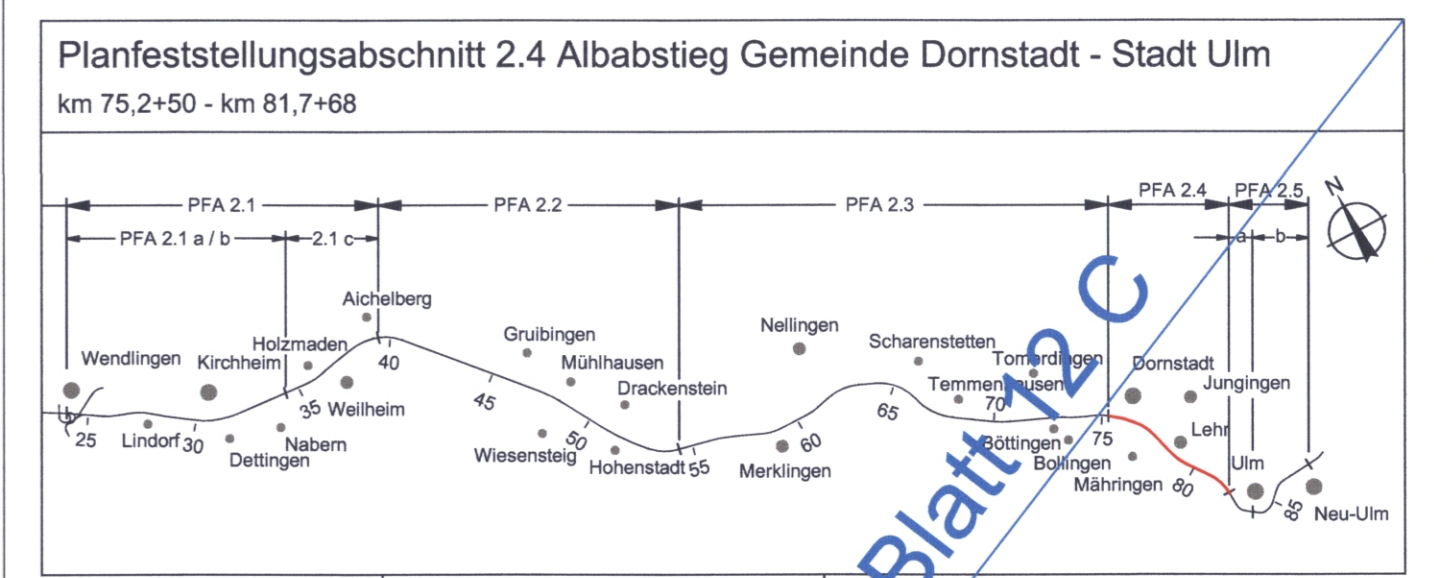 Planfeststellungsabschnitt 2.4 Albabstieg Gemeinde Dornstadt - Stadt Ulm
km 75,2+50 - km 81,7+68
PFA 2.1
PFA 2.2
PFA 2.3
PFA 2.4
PFA 2.5
N
PFA 2.1 a / b
2.1 c
a
b
Aichelberg
Wendlingen
Kirchheim
Holzmaden
40
Gruibingen
Mühlhausen
Drackenstein
Nellingen
Scharenstetten
Tomerdingen
Temmenhausen
Dornstadt
Jungingen
25
Lindorf
30
Dettingen
Nabern
35
Weilheim
45
Wiesensteig
50
Hohenstadt
55
Merklingen
60
65
70
Böttingen
Bollingen
Mähringen
75
Lehr
80
Ulm
85
Neu-Ulm
Blatt 12 C